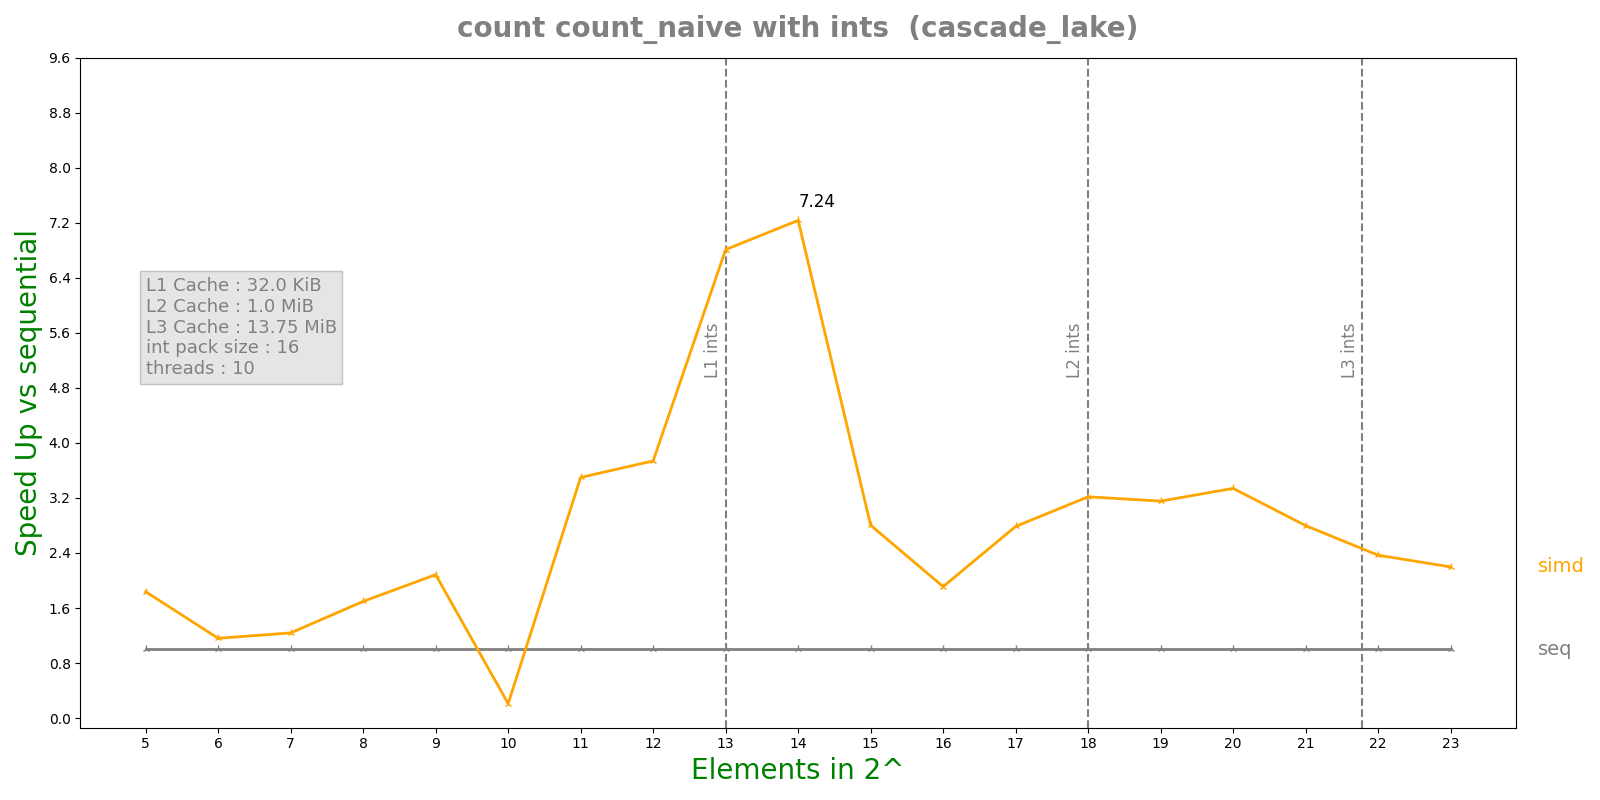 count count_naive with ints  (cascade_lake)
Speed Up vs sequential
9.6
8.8
8.0
7.2
6.4
5.6
4.8
4.0
3.2
2.4
1.6
0.8
0.0
7.24
L1 Cache : 32.0 KiB
L2 Cache : 1.0 MiB
L3 Cache : 13.75 MiB
int pack size : 16
threads : 10
L1 ints
L2 ints
L3 ints
simd
seq
5 6 7 8 9 10 11 12 13 14 15 16 17 18 19 20 21 22 23
Elements in 2^